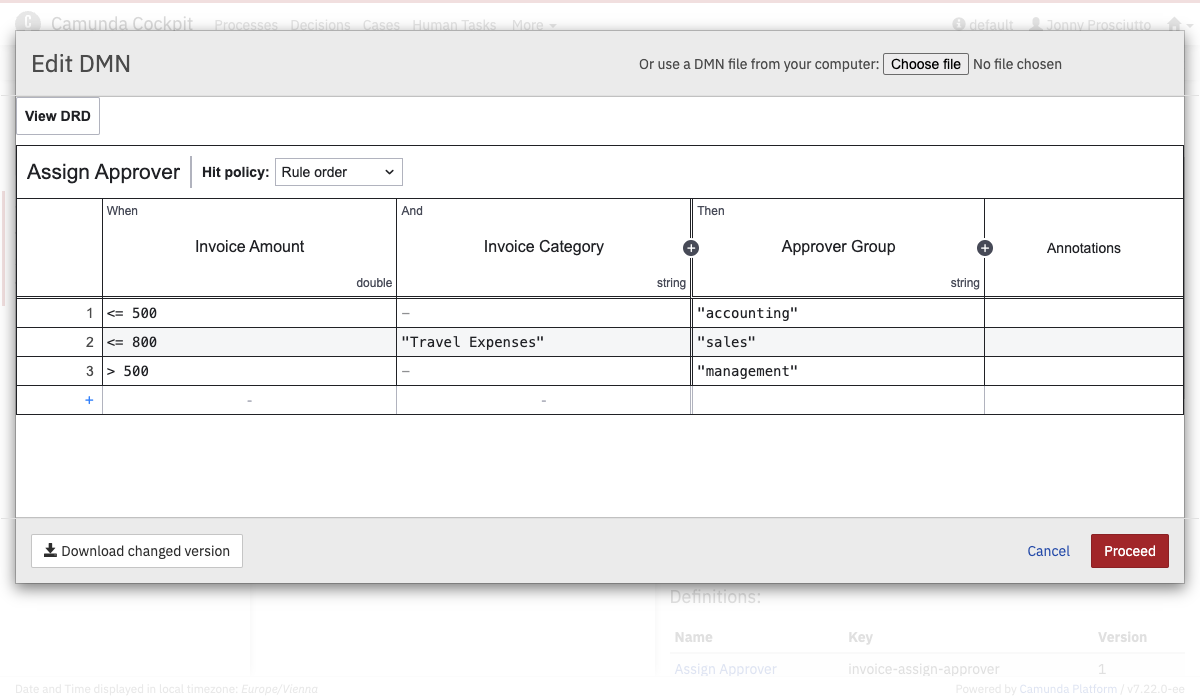 C Camunda Cockpit Processes Decisions Cases Human Tasks More default Jonny Prosciutto
Edit DMN
Or use a DMN file from your computer: Choose file No file chosen
View DRD
Assign Approver Hit policy: Rule order
When And Then
Invoice Amount Invoice Category + Approver Group + Annotations
double string string
1 <= 500 – "accounting"
2 <= 800 "Travel Expenses" "sales"
3 > 500 – "management"
+ - -
Download changed version Cancel Proceed
Definitions:
Name Key Version
Assign Approver invoice-assign-approver 1
Date and Time displayed in local timezone: Europe/Vienna Powered by Camunda Platform / v7.22.0-ee